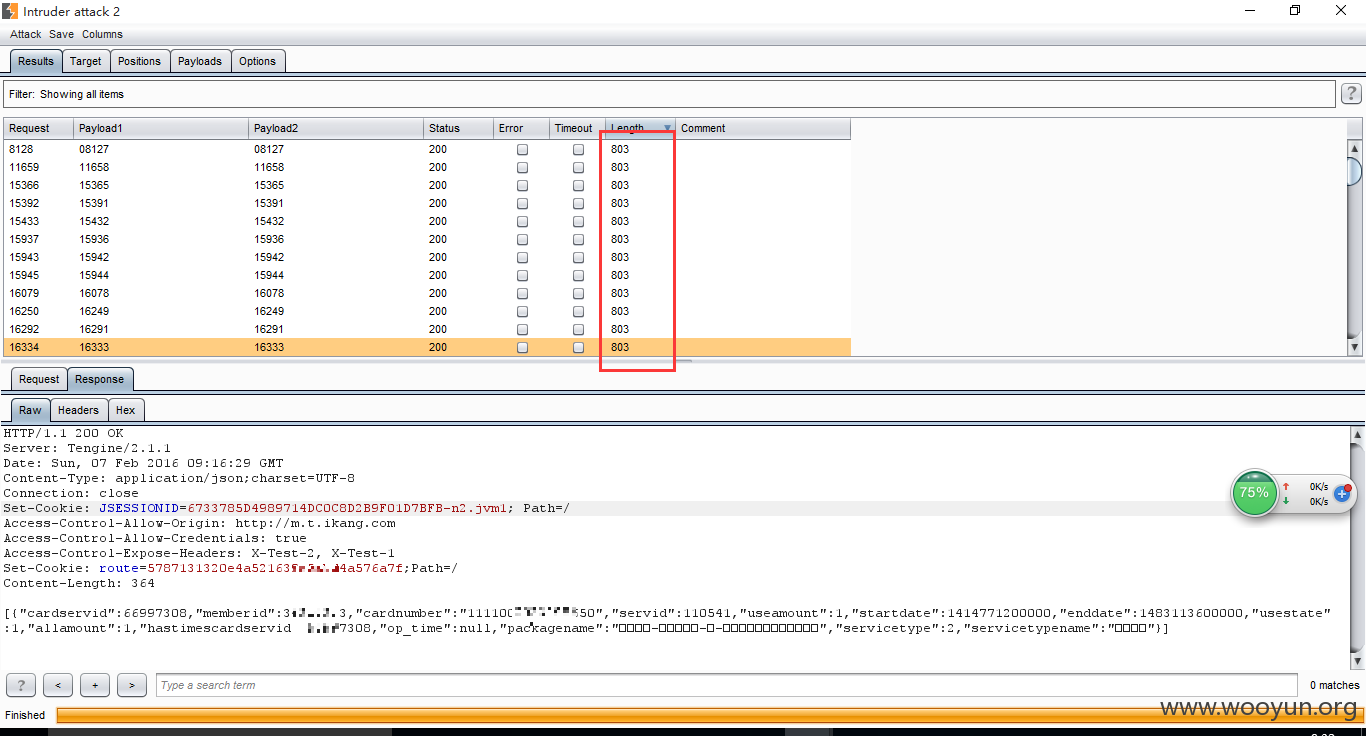 Intruder attack 2
Attack Save Columns
Results Target Positions Payloads Options
Filter: Showing all items ?
Request Payload1 Payload2 Status Error Timeout Length Comment
8128 08127 08127 200 803
11659 11658 11658 200 803
15366 15365 15365 200 803
15392 15391 15391 200 803
15433 15432 15432 200 803
15937 15936 15936 200 803
15943 15942 15942 200 803
15945 15944 15944 200 803
16079 16078 16078 200 803
16250 16249 16249 200 803
16292 16291 16291 200 803
16334 16333 16333 200 803
Request Response
Raw Headers Hex
HTTP/1.1 200 OK
Server: Tengine/2.1.1
Date: Sun, 07 Feb 2016 09:16:29 GMT
Content-Type: application/json;charset=UTF-8
Connection: close
Set-Cookie: JSESSIONID=6733785D4989714DC0C8D2B9F01D7BFB-n2.jvm1; Path=/
Access-Control-Allow-Origin: http://m.t.ikang.com
Access-Control-Allow-Credentials: true
Access-Control-Expose-Headers: X-Test-2, X-Test-1
Set-Cookie: route=5787131320e4a52163 4a576a7f;Path=/
Content-Length: 364
[{"cardservid":66997308,"memberid":3 3,"cardnumber":"11110 550","servid":110541,"useamount":1,"startdate":1414771200000,"enddate":1483113600000,"usestate"
:1,"allamount":1,"hastimescardservid 7308,"op_time":null,"packagename":"□□□□-□□□□□-□-□□□□□□□□□□□□","servicetype":2,"servicetypename":"□□□□"}]
75% 0K/s
0K/s
? < + > Type a search term 0 matches
Finished
www.wooyun.org